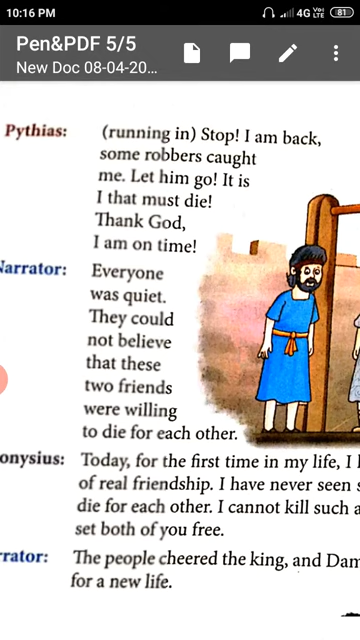 10:16 PM
4G VoLTE 81
Pen&PDF 5/5
New Doc 08-04-20...
Pythias: (running in) Stop! I am back,
some robbers caught
me. Let him go! It is
I that must die!
Thank God,
I am on time!
Narrator: Everyone
was quiet.
They could
not believe
that these
two friends
were willing
to die for each other.
onysius: Today, for the first time in my life, I
of real friendship. I have never seen s
die for each other. I cannot kill such a
set both of you free.
rrator: The people cheered the king, and Dam
for a new life.